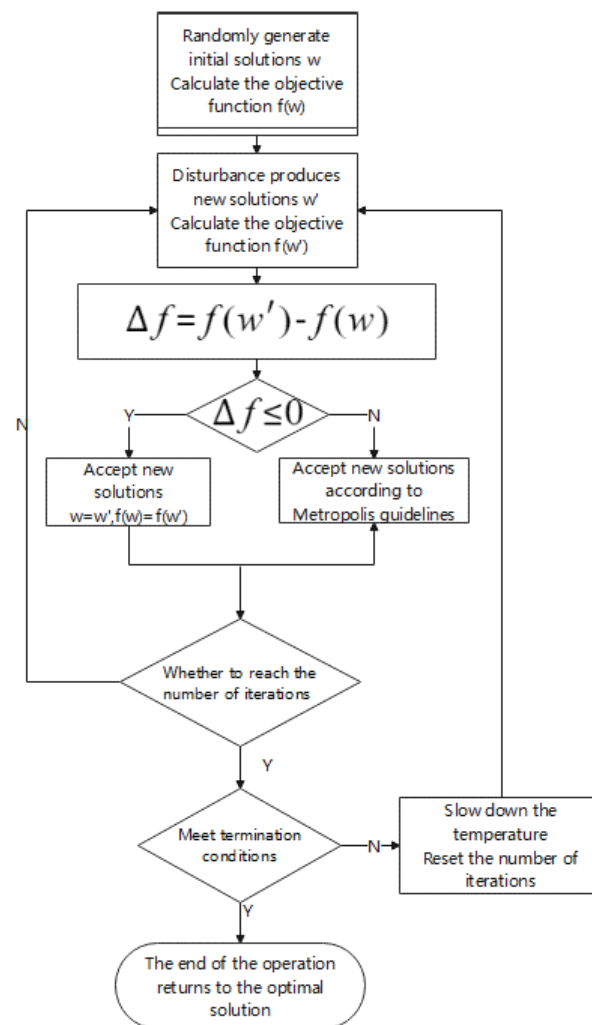 Randomly generate
initial solutions w
Calculate the objective
function f(w)
Disturbance produces
new solutions w'
Calculate the objective
function f(w')
Δf=f(w')-f(w)
Δf≤0
Y
N
N
Accept new
solutions
w=w',f(w)=f(w')
Accept new solutions
according to
Metropolis guidelines
Whether to reach the
number of iterions
Y
Meet termination
conditions
N
Slow down the
temperature
Reset the number of
iterions
Y
The end of the operation
returns to the optimal
solution